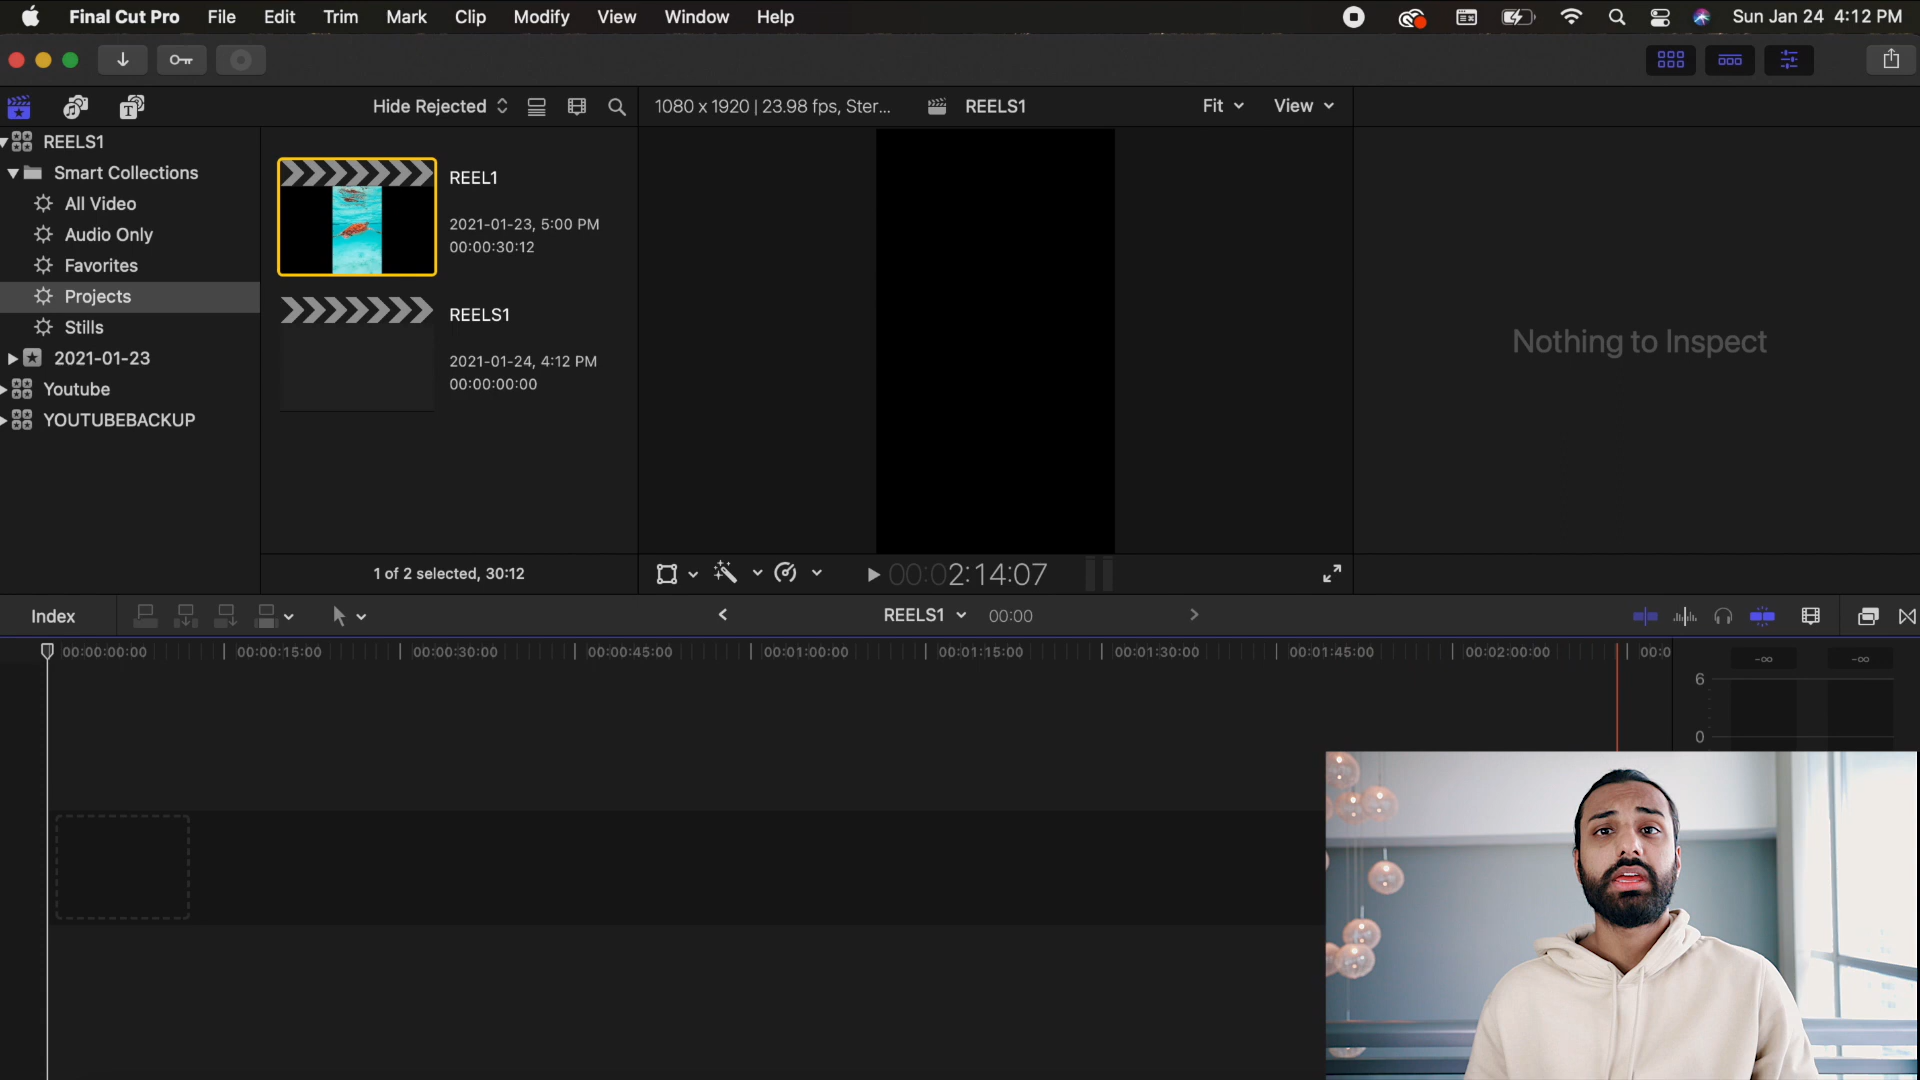 Final Cut Pro File Edit Trim Mark Clip Modify View Window Help Sun Jan 24 4:12 PM
Hide Rejected 1080 x 1920 | 23.98 fps, Ster... REELS1 Fit View
REELS1
Smart Collections
All Video
Audio Only
Favorites
Projects
Stills
2021-01-23
Youtube
YOUTUBEBACKUP
REEL1
2021-01-23, 5:00 PM
00:00:30:12
REELS1
2021-01-24, 4:12 PM
00:00:00:00
1 of 2 selected, 30:12
00:02:14:07
Nothing to Inspect
Index REELS1 00:00
00:00:00:00 00:00:15:00 00:00:30:00 00:00:45:00 00:01:00:00 00:01:15:00 00:01:30:00 00:01:45:00 00:02:00:00 00:0
-∞ -∞
6
0